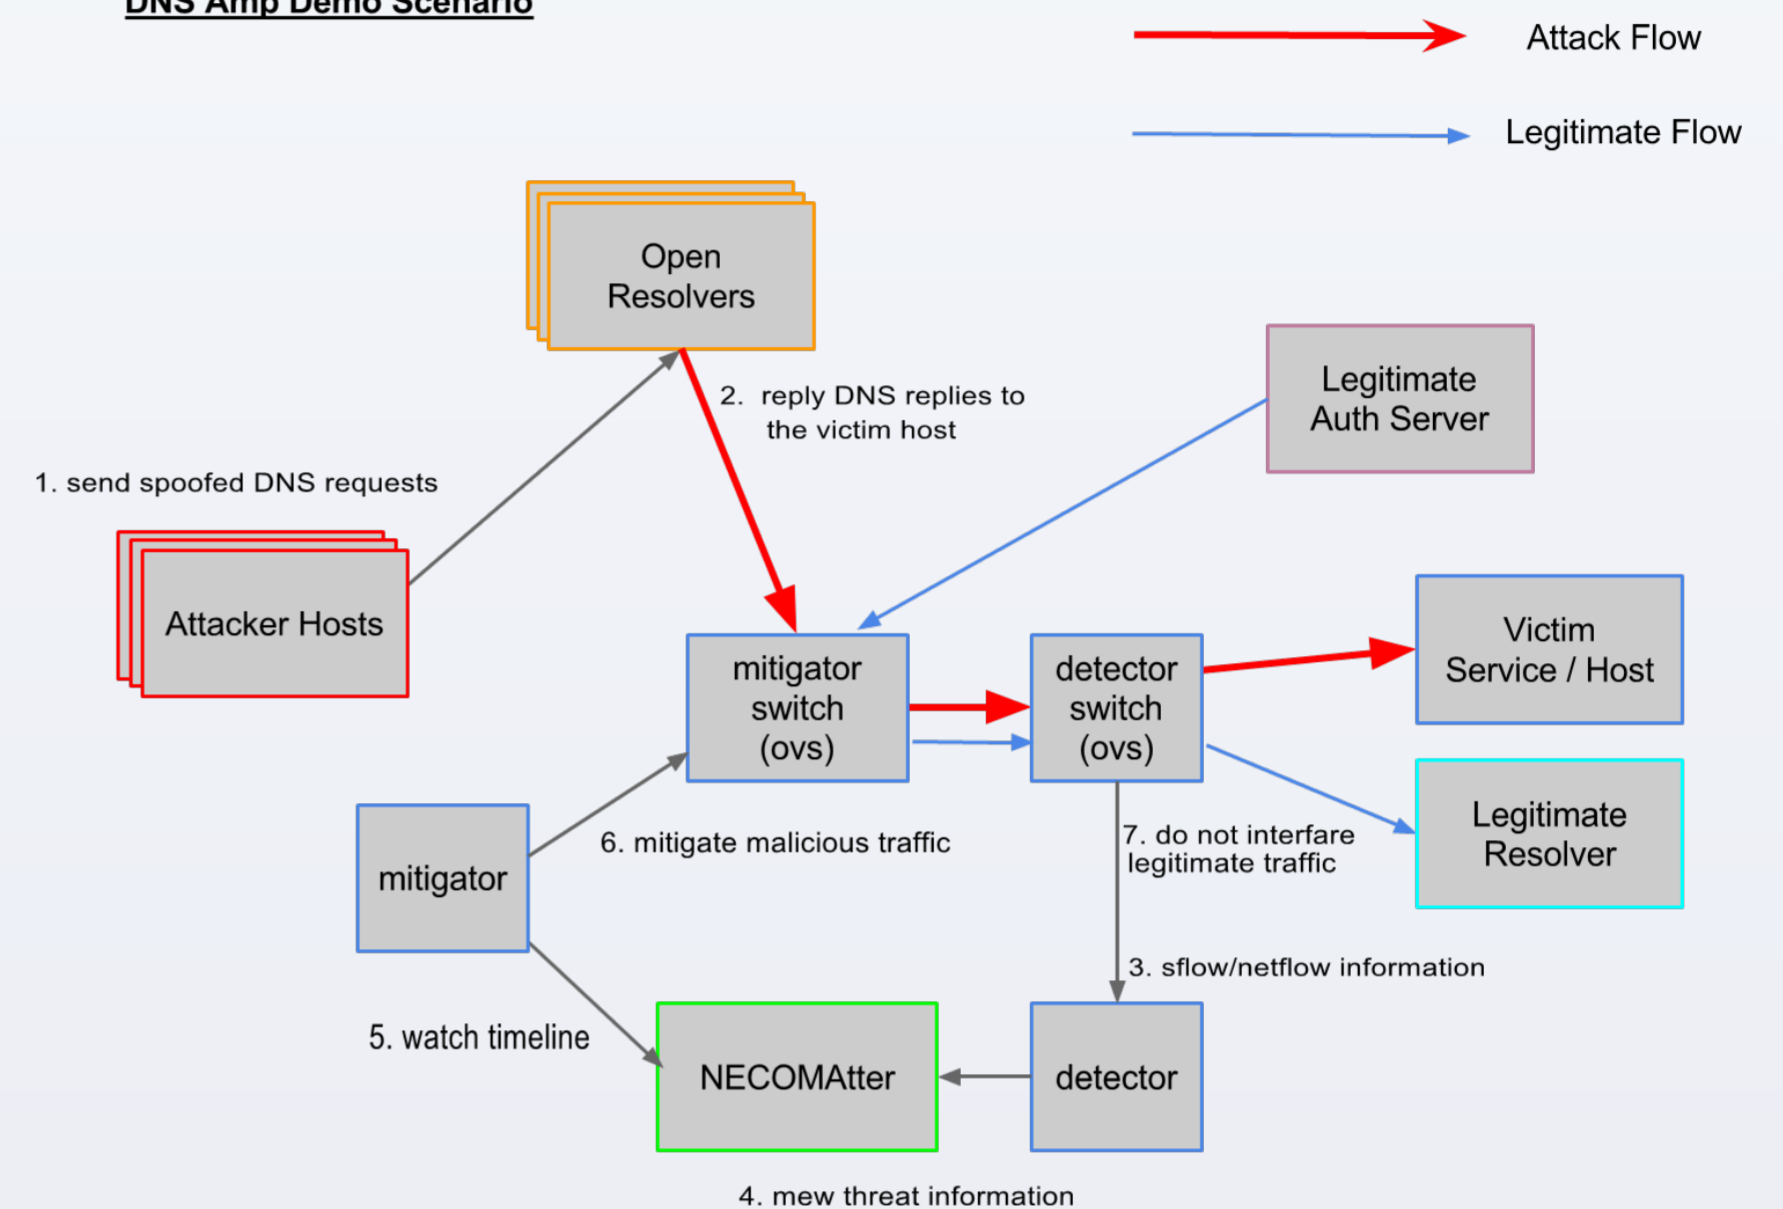 DNS Amp Demo Scenario
Attack Flow
Legitimate Flow
Open
Resolvers
2. reply DNS replies to
the victim host
Legitimate
Auth Server
1. send spoofed DNS requests
Attacker Hosts
mitigator
switch
(ovs)
detector
switch
(ovs)
Victim
Service / Host
Legitimate
Resolver
6. mitigate malicious traffic
7. do not interfare
legitimate traffic
mitigator
3. sflow/netflow information
5. watch timeline
NECOMAtter
detector
4. mew threat information